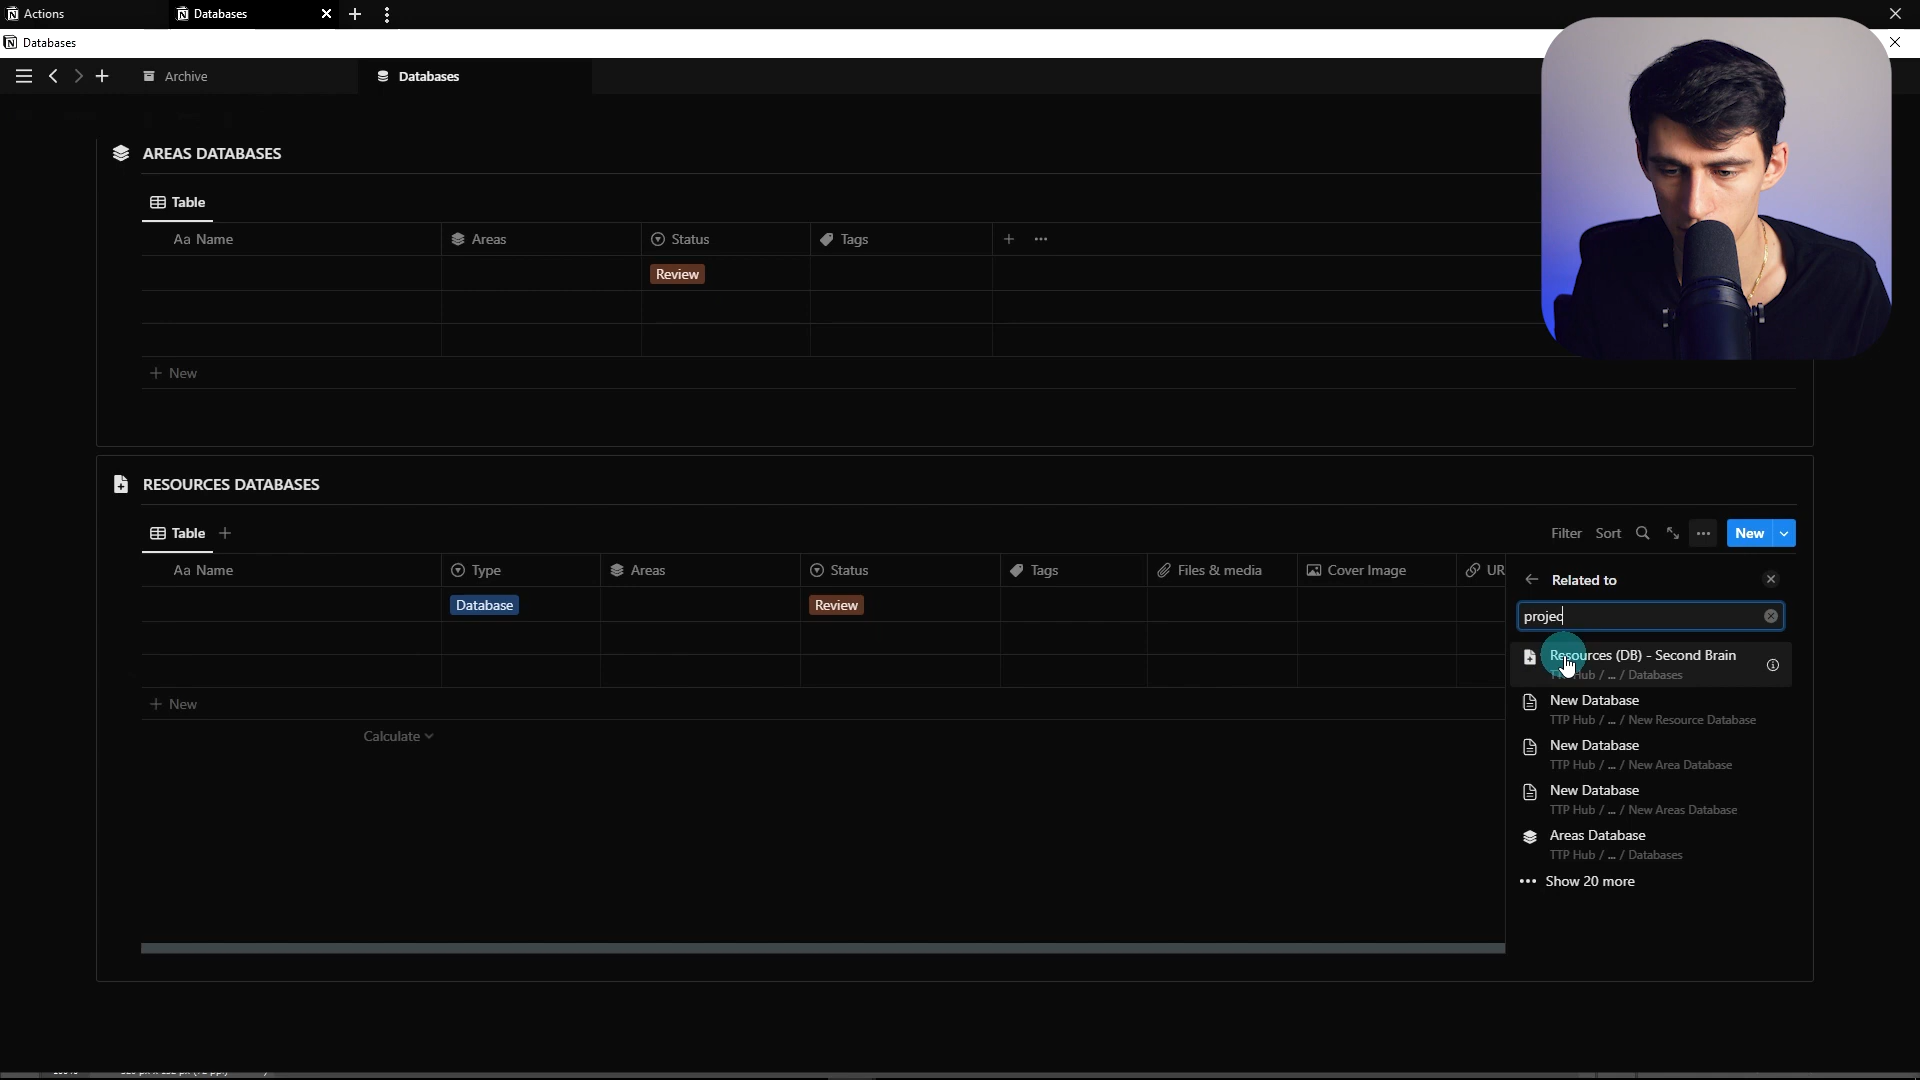 Actions
Databases
Databases
Archive
Databases
AREAS DATABASES
Table
Aa Name
Areas
Status
Tags
Review
New
RESOURCES DATABASES
Table
Filter
Sort
New
Aa Name
Type
Areas
Status
Tags
Files & media
Cover Image
UR
Database
Review
New
Calculate
Related to
projec
Resources (DB) - Second Brain
Hub / ... / Databases
New Database
TTP Hub / ... / New Resource Database
New Database
TTP Hub / ... / New Area Database
New Database
TTP Hub / ... / New Areas Database
Areas Database
TTP Hub / ... / Databases
Show 20 more